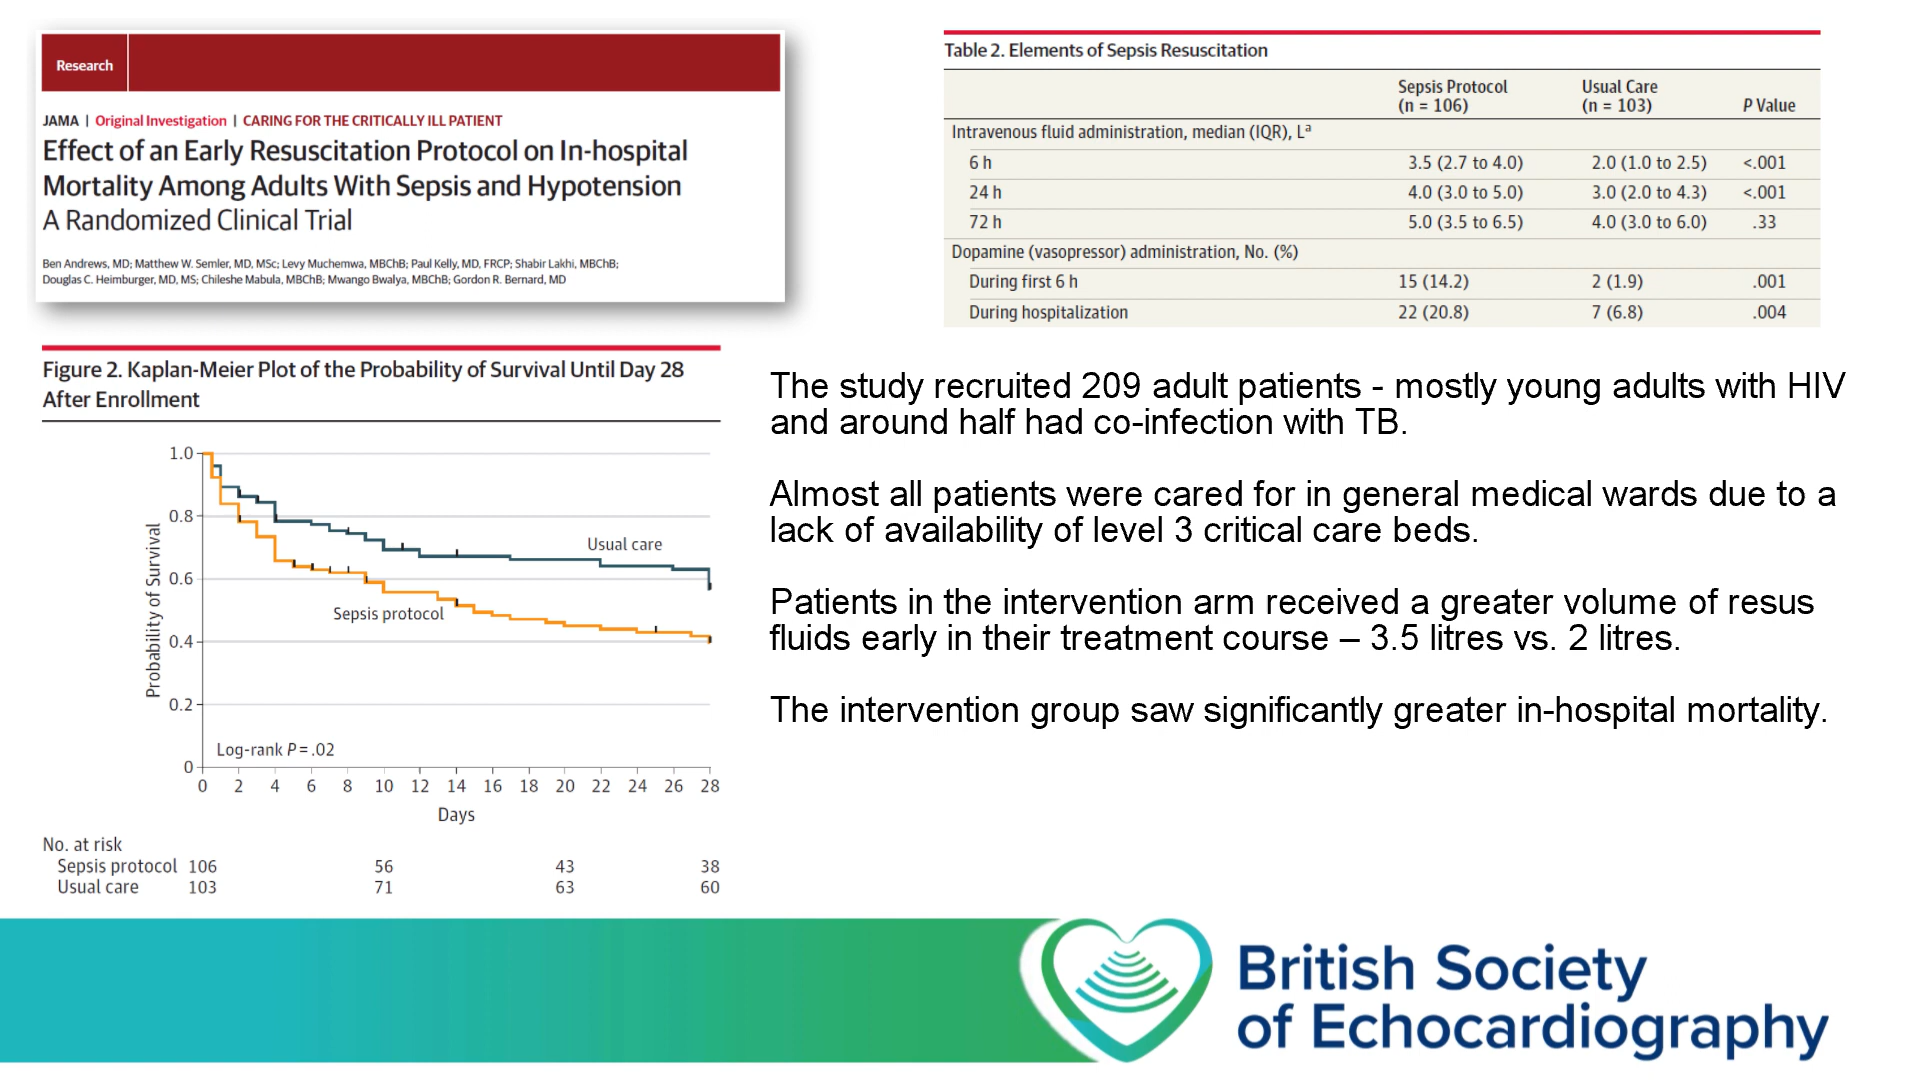 Research
JAMA | Original Investigation | CARING FOR THE CRITICALLY ILL PATIENT
Effect of an Early Resuscitation Protocol on In-hospital
Mortality Among Adults With Sepsis and Hypotension
A Randomized Clinical Trial
Ben Andrews, MD; Matthew W. Semler, MD, MSc; Levy Muchemwa, MBChB; Paul Kelly, MD, FRCP; Shabir Lakhi, MBChB;
Douglas C. Heimburger, MD, MS; Chileshe Mabula, MBChB; Mwango Bwalya, MBChB; Gordon R. Bernard, MD
Table 2. Elements of Sepsis Resuscitation
Sepsis Protocol (n = 106) Usual Care (n = 103) P Value
Intravenous fluid administration, median (IQR), Lª
6 h 3.5 (2.7 to 4.0) 2.0 (1.0 to 2.5) <.001
24 h 4.0 (3.0 to 5.0) 3.0 (2.0 to 4.3) <.001
72 h 5.0 (3.5 to 6.5) 4.0 (3.0 to 6.0) .33
Dopamine (vasopressor) administration, No. (%)
During first 6 h 15 (14.2) 2 (1.9) .001
During hospitalization 22 (20.8) 7 (6.8) .004
Figure 2. Kaplan-Meier Plot of the Probability of Survival Until Day 28
After Enrollment
Probability of Survival
1.0
0.8
0.6
0.4
0.2
0
Usual care
Sepsis protocol
Log-rank P = .02
0 2 4 6 8 10 12 14 16 18 20 22 24 26 28
Days
No. at risk
Sepsis protocol 106 56 43 38
Usual care 103 71 63 60
The study recruited 209 adult patients - mostly young adults with HIV
and around half had co-infection with TB.
Almost all patients were cared for in general medical wards due to a
lack of availability of level 3 critical care beds.
Patients in the intervention arm received a greater volume of resus
fluids early in their treatment course – 3.5 litres vs. 2 litres.
The intervention group saw significantly greater in-hospital mortality.
British Society
of Echocardiography